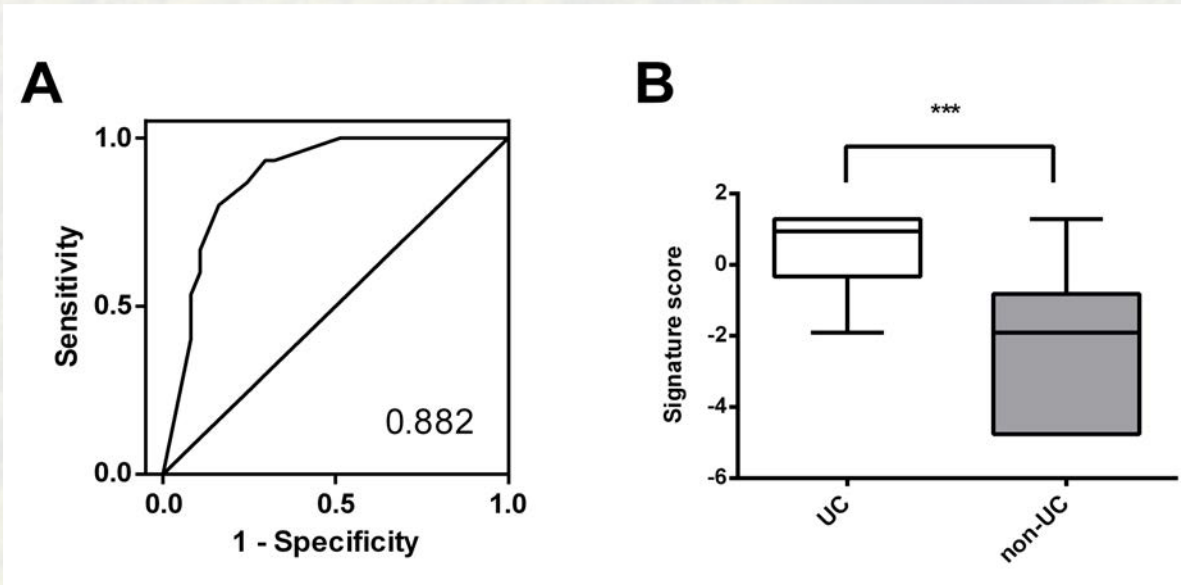 A
1.0
0.5
0.0
Sensitivity
0.882
0.0 0.5 1.0
1 - Specificity
B
***
2
0
-2
-4
-6
Signature score
UC
non-UC